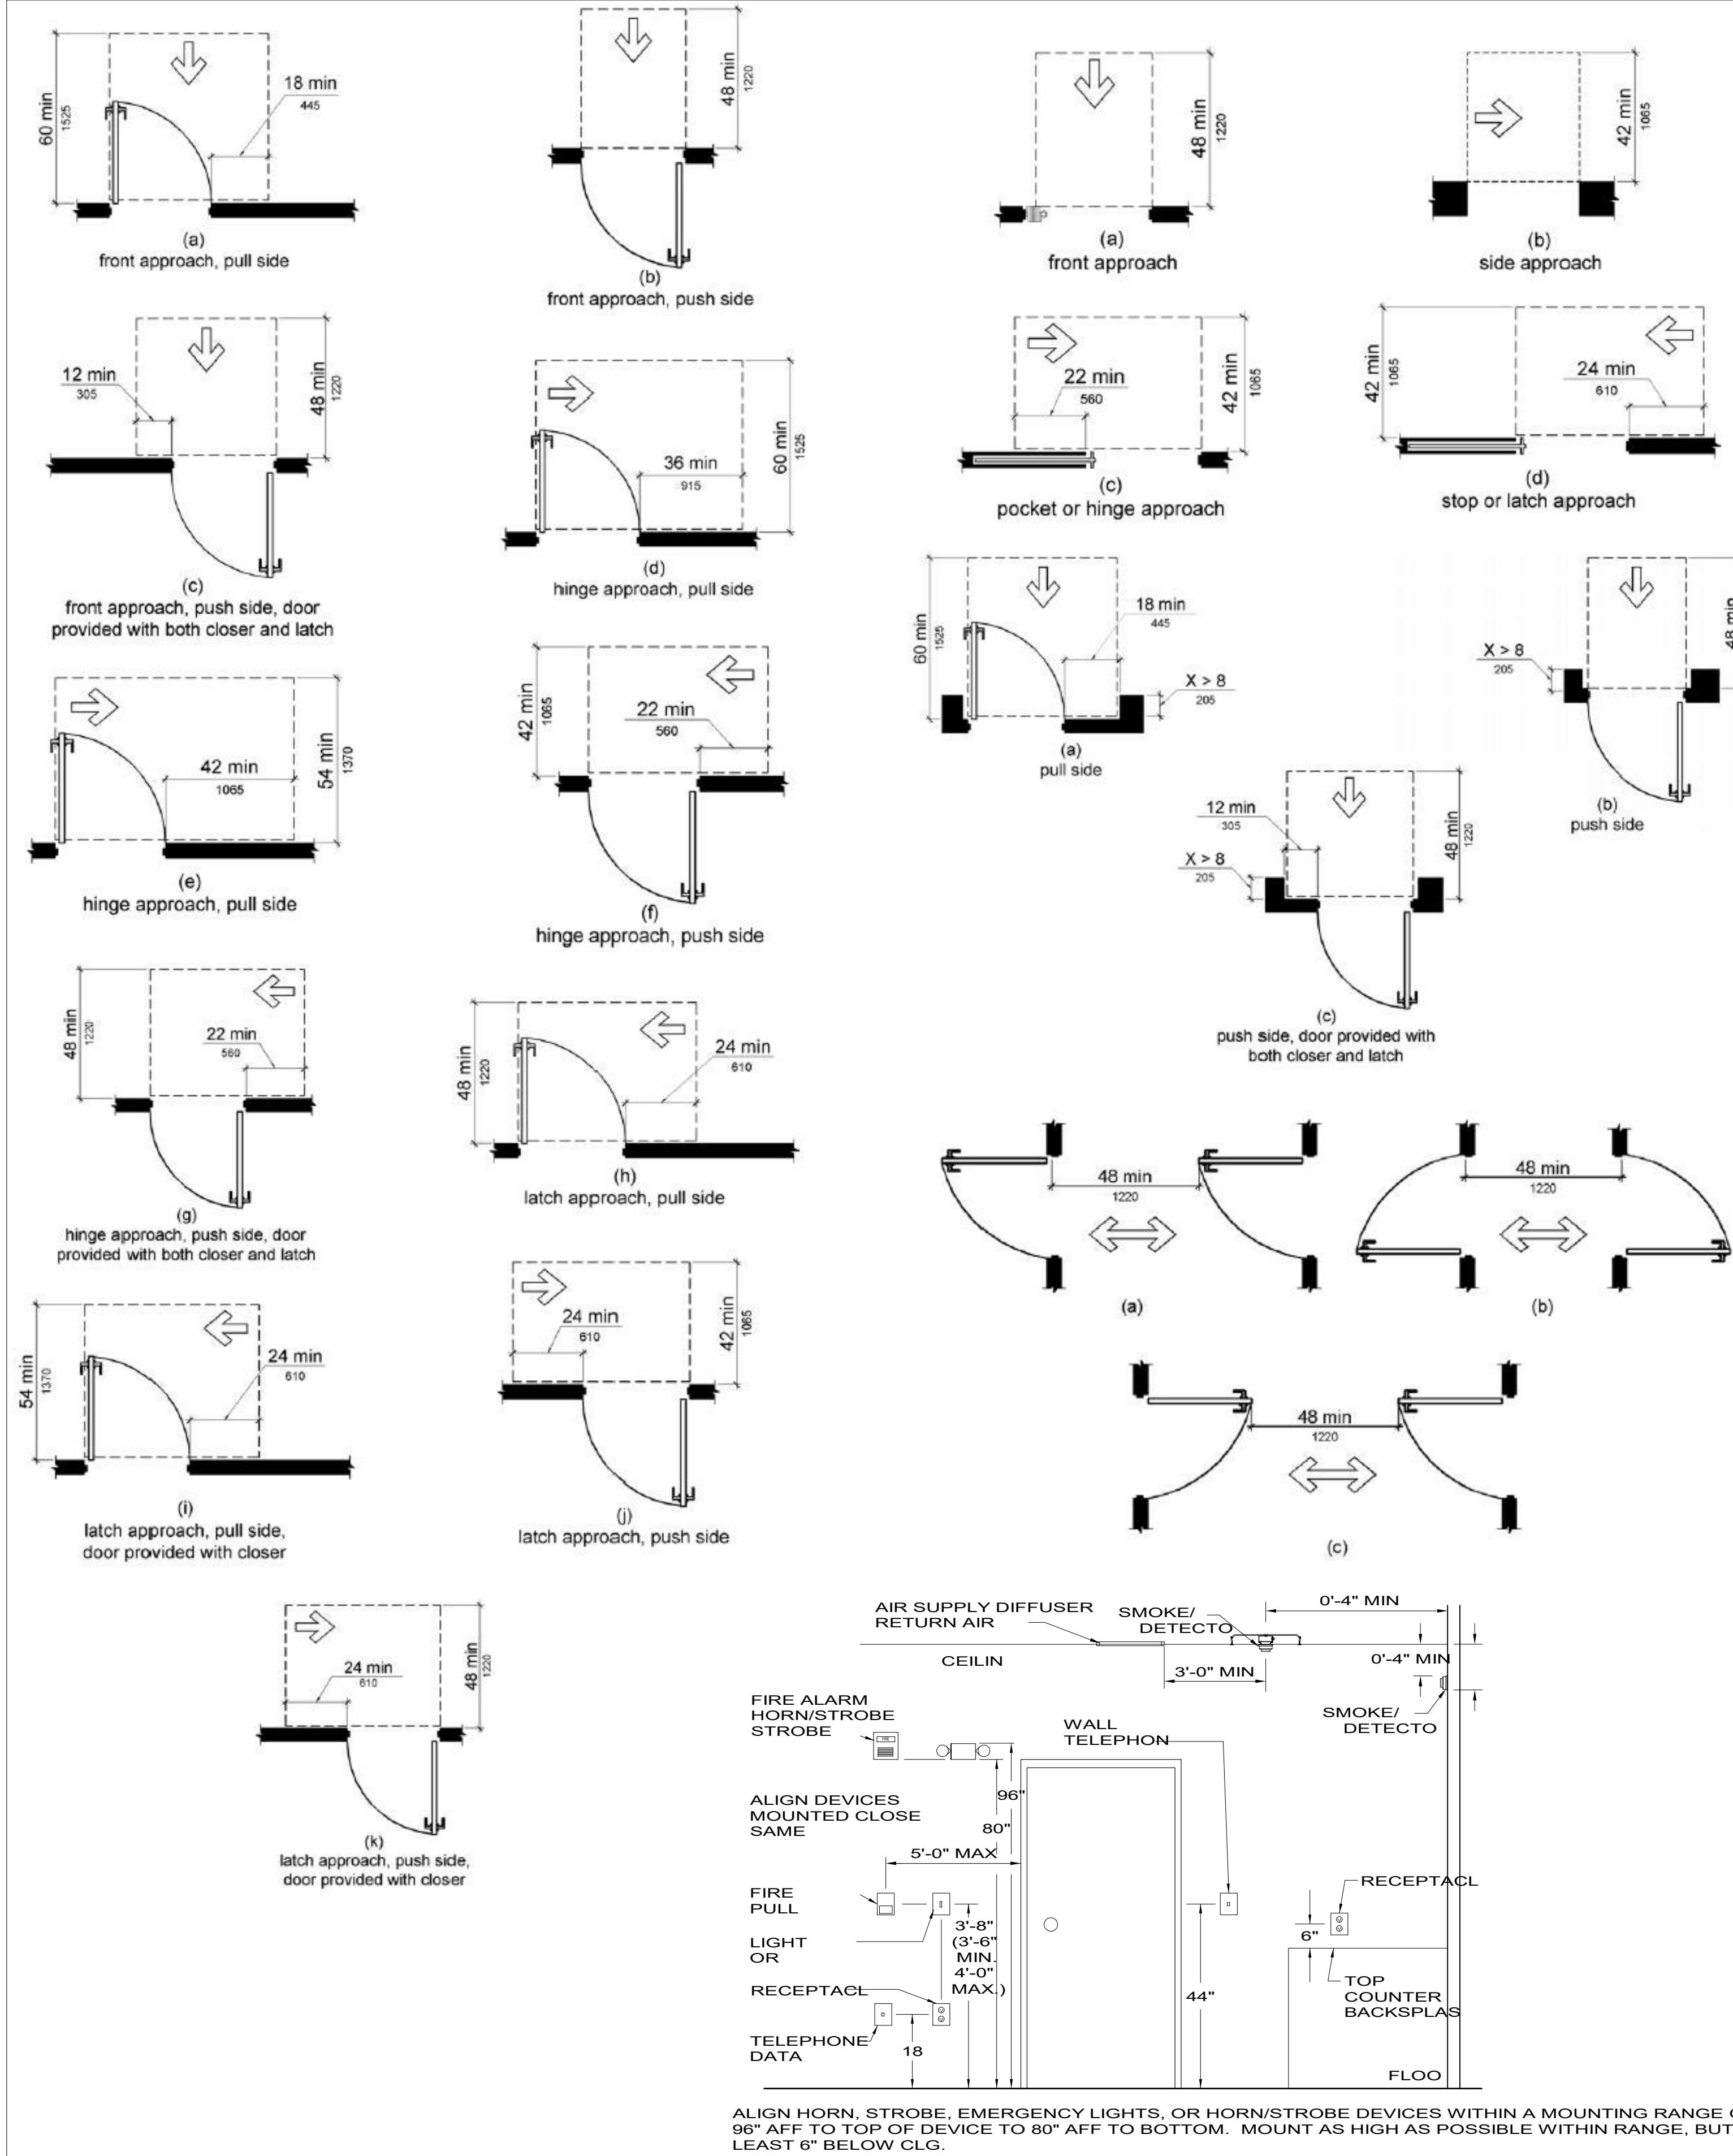 60 min
1525
18 min
445
(a)
front approach, pull side
48 min
1220
(b)
front approach, push side
12 min
305
48 min
1220
(c)
front approach, push side, door
provided with both closer and latch
36 min
915
60 min
1525
(d)
hinge approach, pull side
42 min
1065
54 min
1370
(e)
hinge approach, pull side
42 min
1065
22 min
560
(f)
hinge approach, push side
48 min
1220
22 min
560
(g)
hinge approach, push side, door
provided with both closer and latch
48 min
1220
24 min
610
(h)
latch approach, pull side
54 min
1370
24 min
610
(i)
latch approach, pull side,
door provided with closer
24 min
610
42 min
1065
(j)
latch approach, push side
24 min
610
48 min
1220
(k)
latch approach, push side,
door provided with closer
48 min
1220
(a)
front approach
42 min
1065
(b)
side approach
22 min
560
42 min
1065
(c)
pocket or hinge approach
42 min
1065
24 min
610
(d)
stop or latch approach
60 min
1525
18 min
445
X > 8
205
(a)
pull side
48 min
X > 8
205
(b)
push side
12 min
305
X > 8
205
48 min
1220
(c)
push side, door provided with
both closer and latch
48 min
1220
(a)
48 min
1220
(b)
48 min
1220
(c)
AIR SUPPLY DIFFUSER
RETURN AIR
SMOKE/
DETECTO
0'-4" MIN
CEILIN
3'-0" MIN
0'-4" MIN
SMOKE/
DETECTO
FIRE ALARM
HORN/STROBE
STROBE
FIRE
WALL
TELEPHON
ALIGN DEVICES
MOUNTED CLOSE
SAME
96"
80"
5'-0" MAX
FIRE
PULL
LIGHT
OR
3'-8"
(3'-6"
MIN.
4'-0"
MAX.)
RECEPTACL
6"
RECEPTACL
TELEPHONE
DATA
18
44"
TOP
COUNTER
BACKSPLAS
FLOO
ALIGN HORN, STROBE, EMERGENCY LIGHTS, OR HORN/STROBE DEVICES WITHIN A MOUNTING RANGE
96" AFF TO TOP OF DEVICE TO 80" AFF TO BOTTOM. MOUNT AS HIGH AS POSSIBLE WITHIN RANGE, BUT
LEAST 6" BELOW CLG.